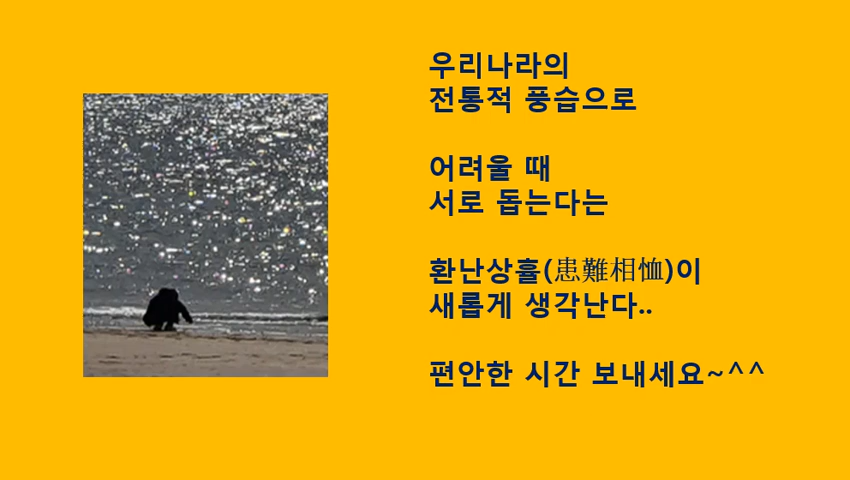 우리나라의
전통적 풍습으로
어려울 때
서로 돕는다는
환난상휼(患難相恤)이
새롭게 생각난다..
편안한 시간 보내세요~^^